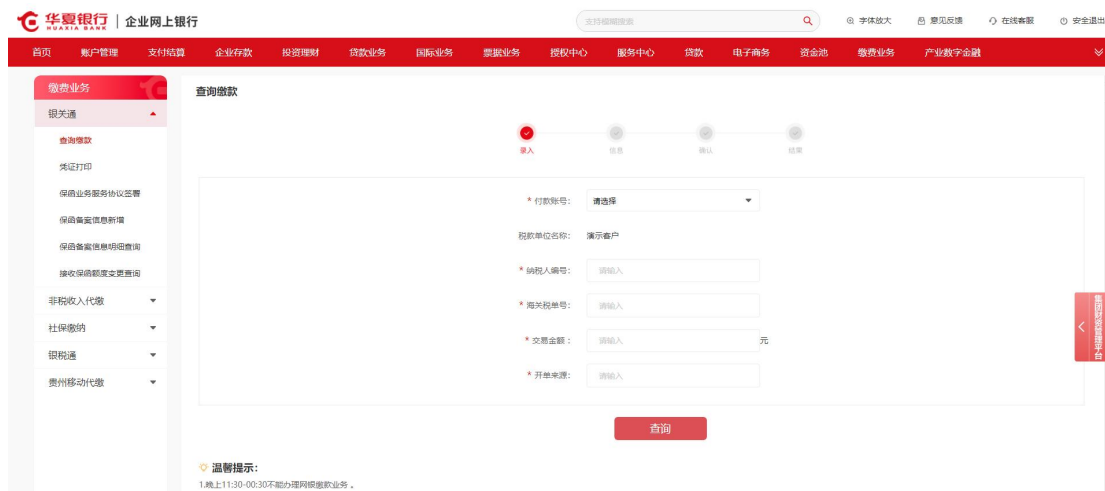 华夏银行 企业网上银行
HUAXIA BANK
支持模糊搜索
字体放大 意见反馈 在线客服 安全退出
首页 账户管理 支付结算 企业存款 投资理财 贷款业务 国际业务 票据业务 授权中心 服务中心 贷款 电子商务 资金池 缴费业务 产业数字金融
缴费业务
银关通
查询缴款
凭证打印
保函业务服务协议签署
保函备案信息新增
保函备案信息明细查询
接收保函额度变更查询
非税收入代缴
社保缴纳
银税通
贵州移动代缴
查询缴款
录入 信息 确认 结果
* 付款账号: 请选择
税款单位名称: 演示客户
* 纳税人编号: 请输入
* 海关税单号: 请输入
* 交易金额: 请输入 元
* 开单来源: 请输入
查询
温馨提示:
1.晚上11:30-00:30不能办理网银缴款业务。
集团财资管理平台